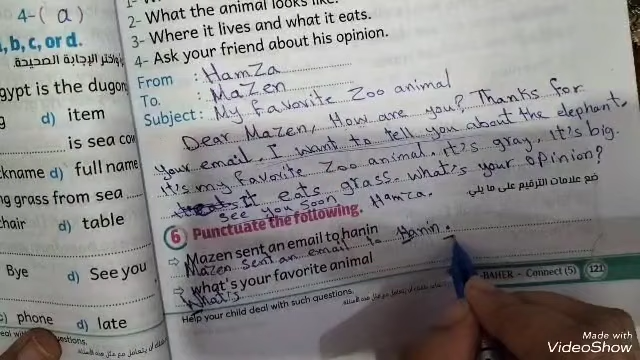 4-( a )
, b, c, or d.
الإجابة الصحيحة
gypt is the dugon
d) item
is sea cow
ckname d) full name
ng grass from sea
chair d) table
Bye d) See you
c) phone d) late
2- What the animal looks like.
3- Where it lives and what it eats.
4- Ask your friend about his opinion.
From : HamZa
To. : MaZen
Subject: My favorite Zoo animal
Dear MaZen, How are you? Thanks for
your email. I want to tell you about the elephant.
It's my favorite Zoo animal. it's gray. It's big.
It eats grass. what's your opinion?
see you soon Hamza.
6 Punctuate the following.
ضع علامات الترقيم على ما يلي
⇨ Mazen sent an email to hanin
Mazen sent an email to Hanin.
⇨ what's your favorite animal
What's
Help your child deal with such questions.
BAHER - Connect (5) 121
Made with
VideoShow